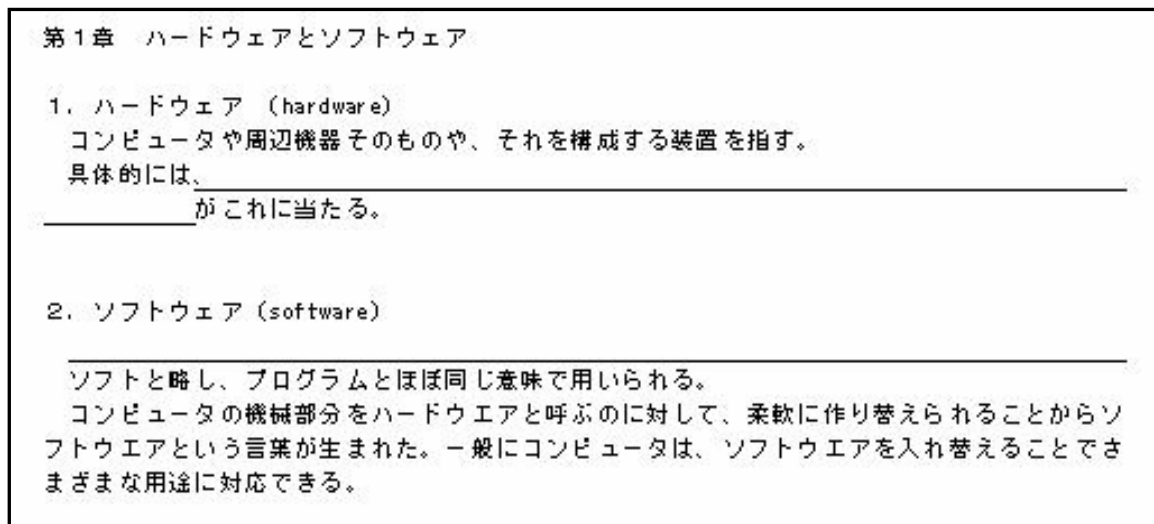 第1章　ハードウェアとソフトウェア
1．ハードウェア （hardware）
コンピュータや周辺機器そのものや、それを構成する装置を指す。
具体的には、
がこれに当たる。
2．ソフトウェア（software）
ソフトと略し、プログラムとほぼ同じ意味で用いられる。
コンピュータの機械部分をハードウエアと呼ぶのに対して、柔軟に作り替えられることからソ
フトウエアという言葉が生まれた。一般にコンピュータは、ソフトウエアを入れ替えることでさ
まざまな用途に対応できる。